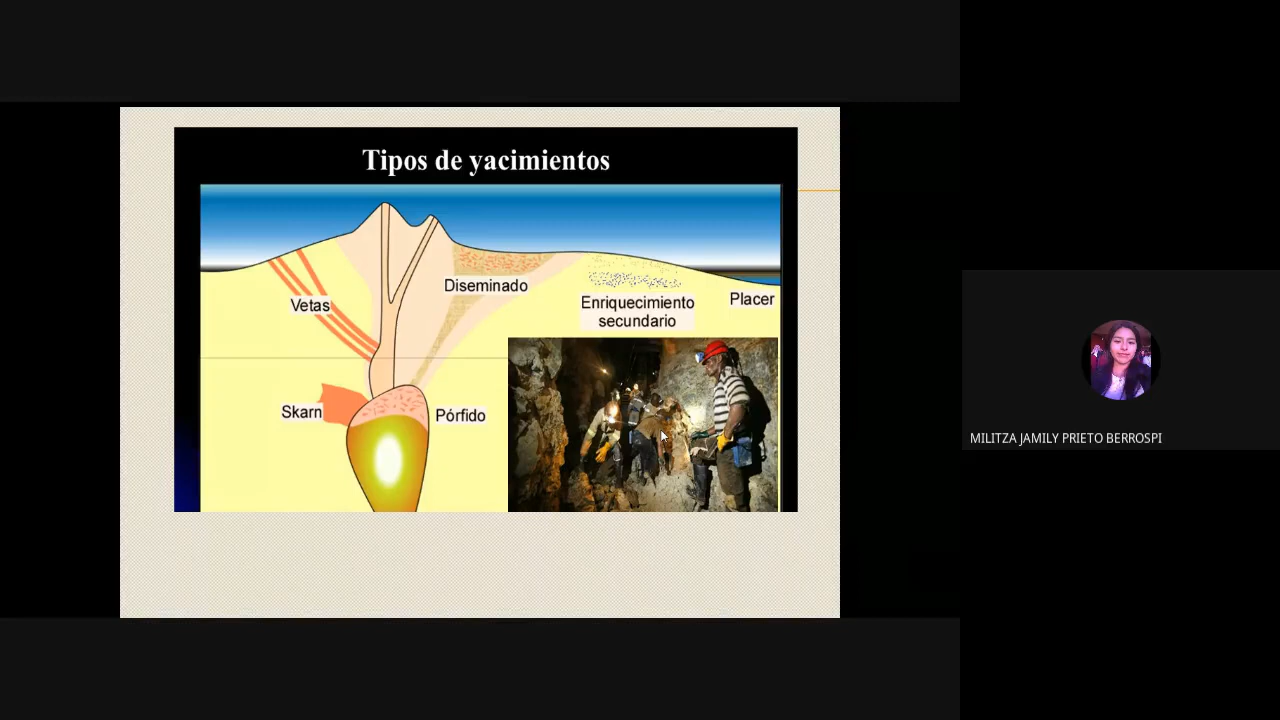 Tipos de yacimientos
Diseminado
Vetas
Enriquecimiento
secundario
Placer
Skarn
Pórfido
MILITZA JAMILY PRIETO BERROSPI